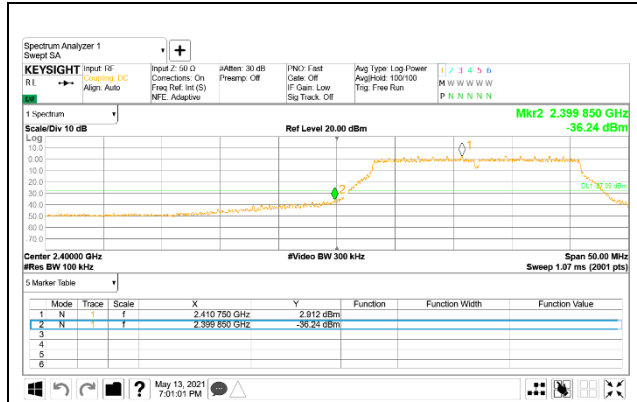 Spectrum Analyzer 1
Swept SA
KEYSIGHT Input: RF Input Z: 50 Ω #Atten: 30 dB PNO: Fast Avg Type: Log-Power 1 2 3 4 5 6
R L Coupling: DC Corrections: On Preamp: Off Gate: Off Avg|Hold: 100/100 M W W W W W
Align: Auto Freq Ref: Int (S) IF Gain: Low Trig: Free Run P N N N N N
NFE: Adaptive Sig Track: Off
1 Spectrum Mkr2 2.399 850 GHz
Scale/Div 10 dB Ref Level 20.00 dBm -36.24 dBm
Log
10.0 1
0.00
-10.0
-20.0
-30.0 2
-40.0
-50.0
-60.0
-70.0
Center 2.40000 GHz #Video BW 300 kHz Span 50.00 MHz
#Res BW 100 kHz Sweep 1.07 ms (2001 pts)
5 Marker Table
Mode Trace Scale X Y Function Function Width Function Value
1 N 1 f 2.410 750 GHz 2.912 dBm
2 N 1 f 2.399 850 GHz -36.24 dBm
3
4
5
6
? May 13, 2021
7:01:01 PM